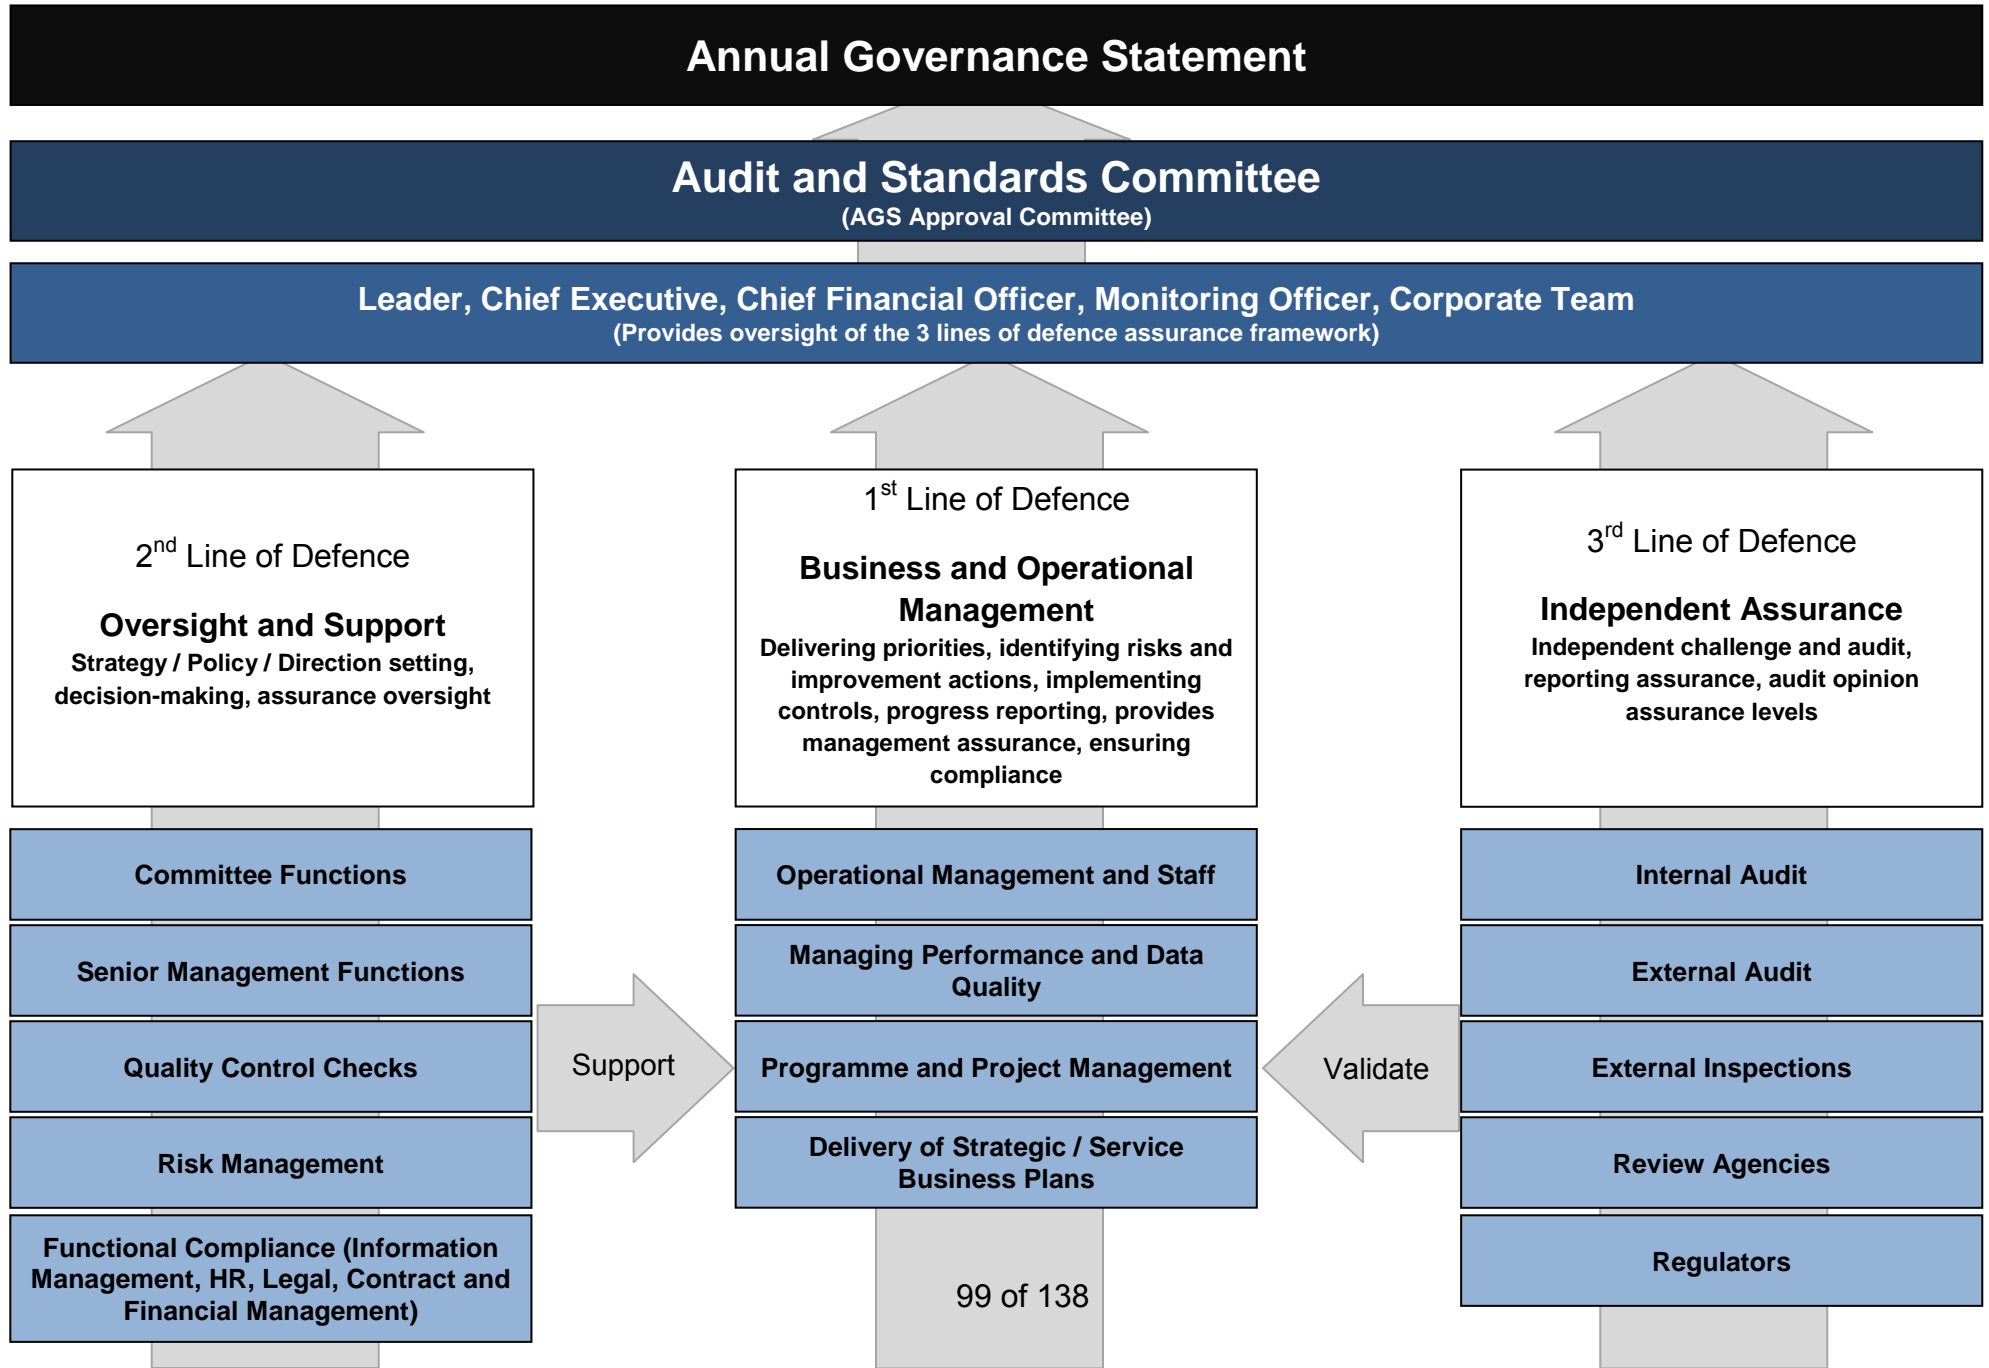 Annual Governance Statement
Audit and Standards Committee
(AGS Approval Committee)
Leader, Chief Executive, Chief Financial Officer, Monitoring Officer, Corporate Team
(Provides oversight of the 3 lines of defence assurance framework)
2nd Line of Defence
Oversight and Support
Strategy / Policy / Direction setting,
decision-making, assurance oversight
Committee Functions
Senior Management Functions
Quality Control Checks
Risk Management
Functional Compliance (Information
Management, HR, Legal, Contract and
Financial Management)
Support
1st Line of Defence
Business and Operational
Management
Delivering priorities, identifying risks and
improvement actions, implementing
controls, progress reporting, provides
management assurance, ensuring
compliance
Operational Management and Staff
Managing Performance and Data
Quality
Programme and Project Management
Delivery of Strategic / Service
Business Plans
Validate
3rd Line of Defence
Independent Assurance
Independent challenge and audit,
reporting assurance, audit opinion
assurance levels
Internal Audit
External Audit
External Inspections
Review Agencies
Regulators
99 of 138